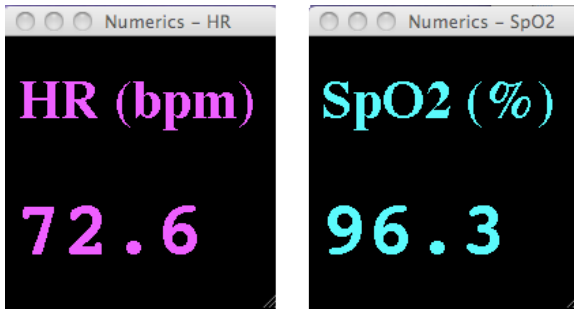 Numerics – HR
HR (bpm)
72.6
Numerics – SpO2
SpO2 (%)
96.3